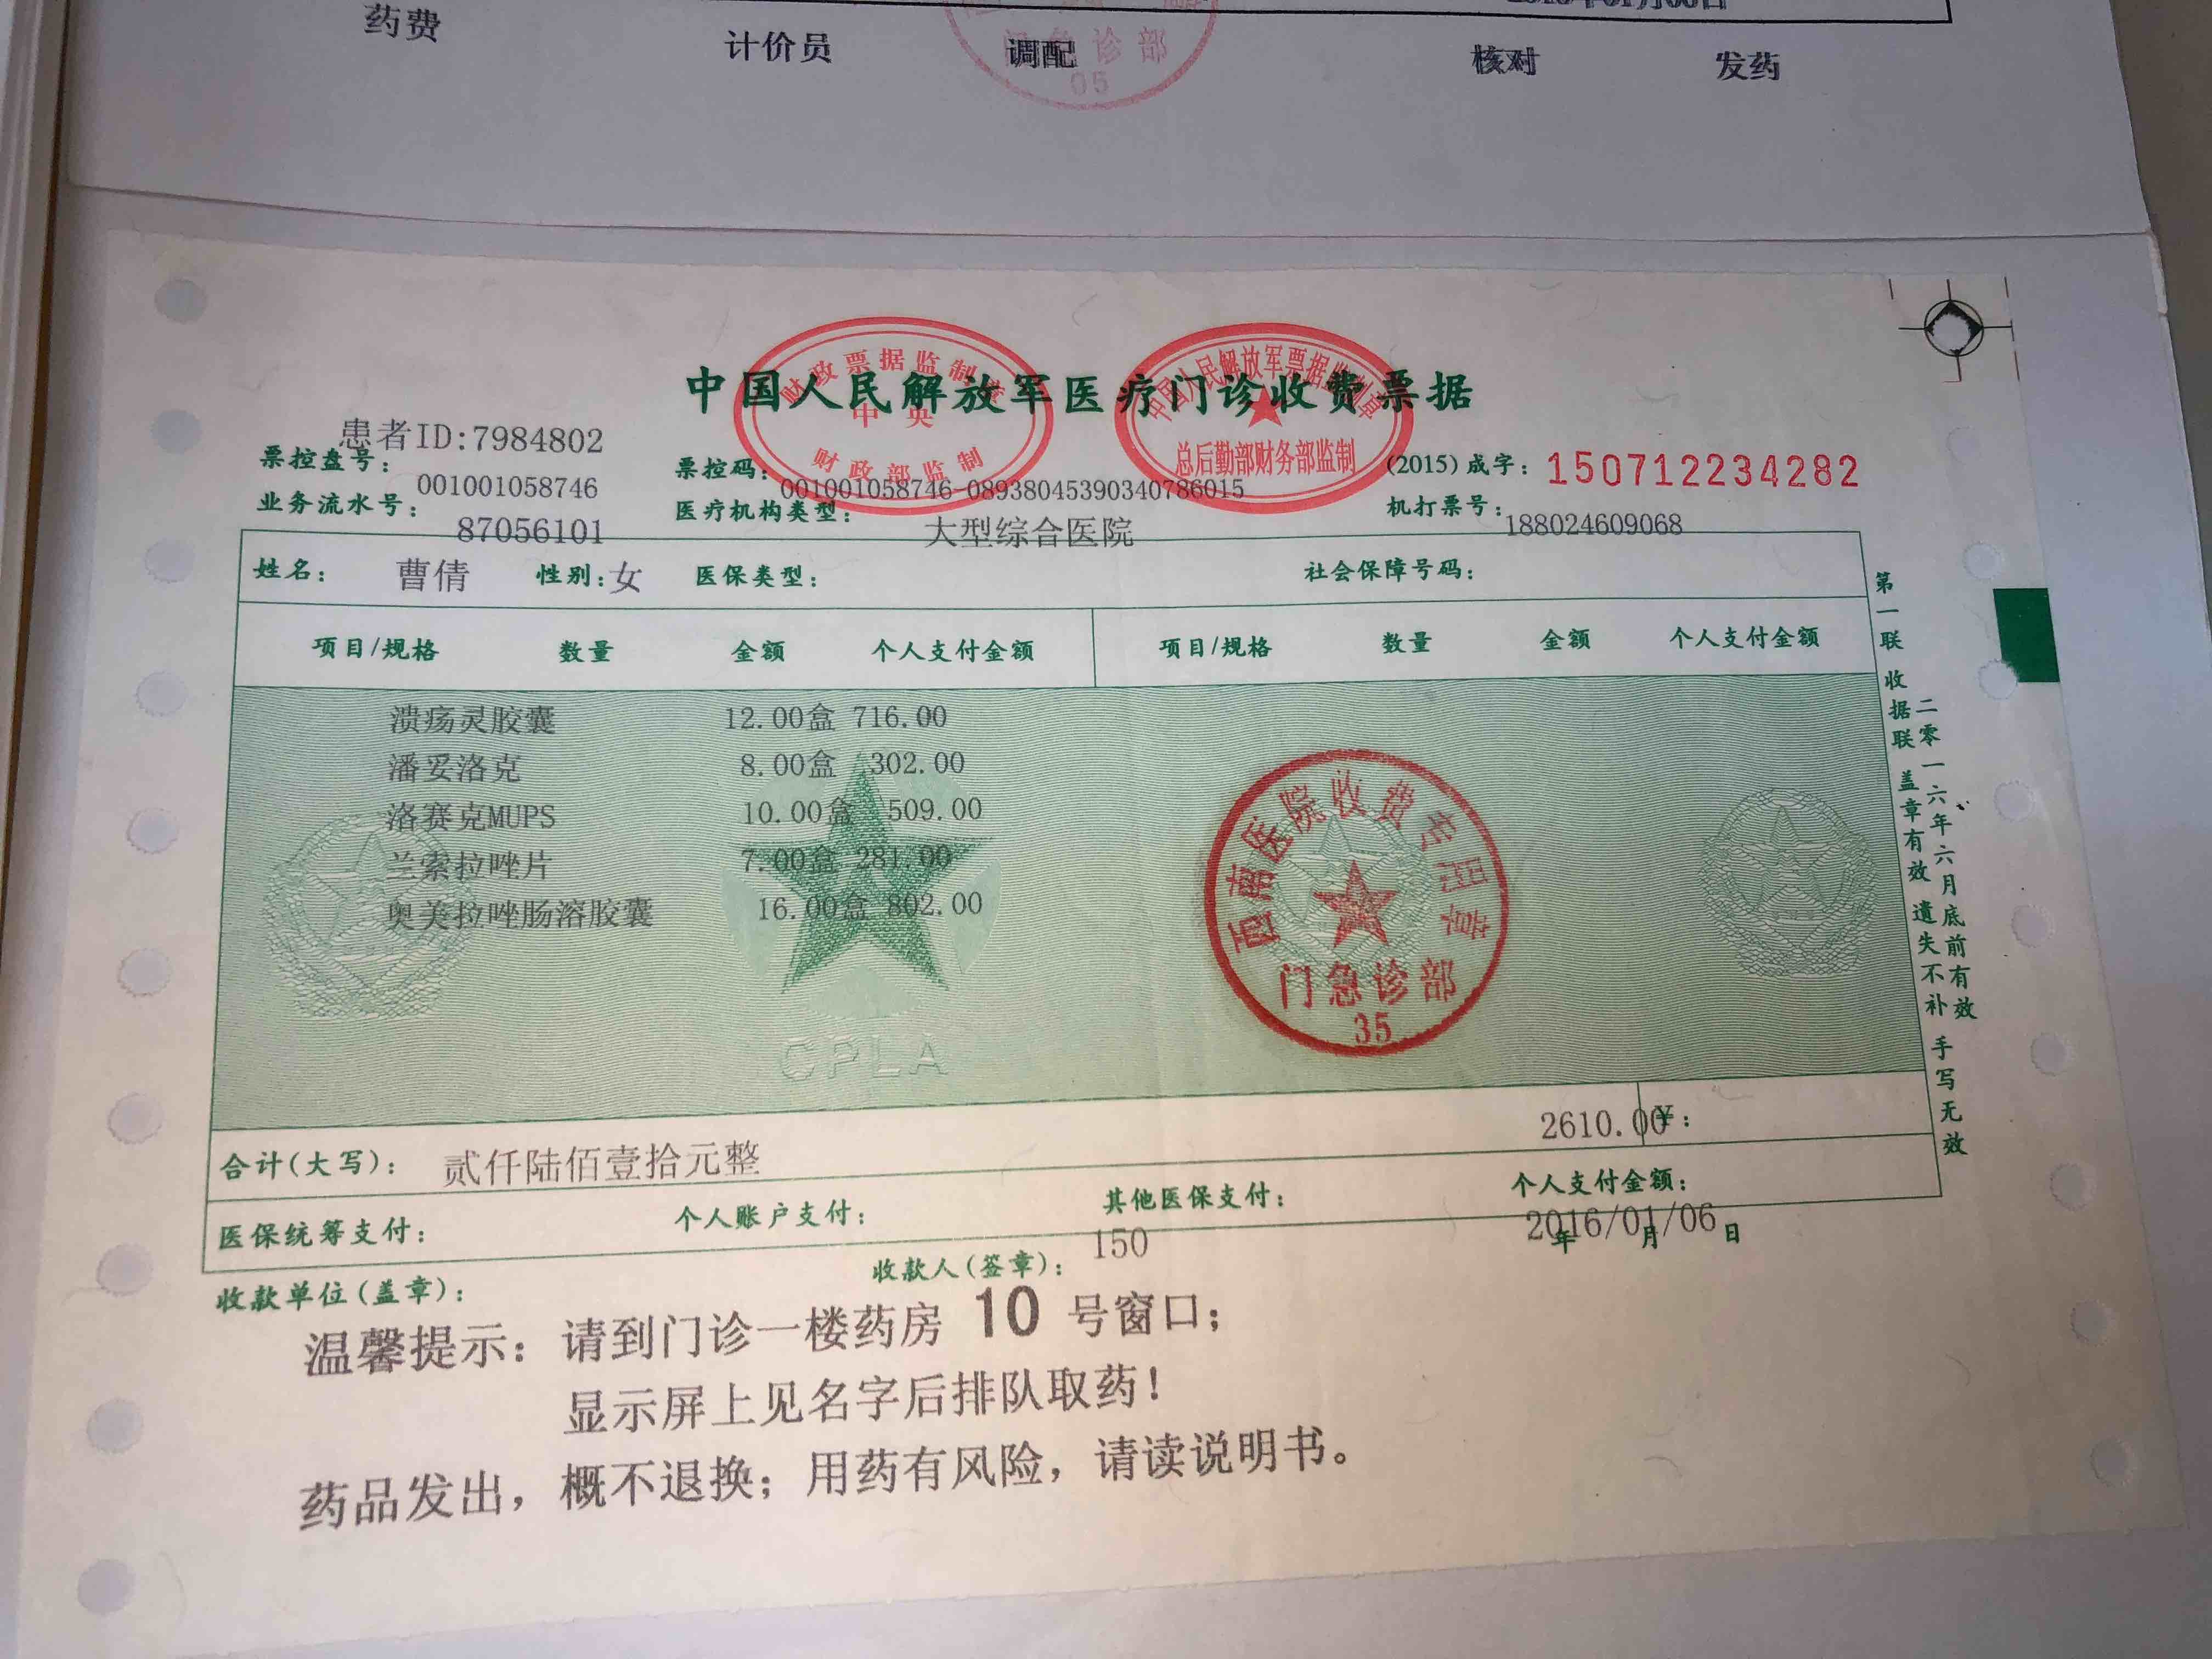 药费 计价员 调配 核对 发药
门急诊部
05
中国人民解放军医疗门诊收费票据
财政票据监制章
中央
财政部监制
中国人民解放军票据监制章
总后勤部财务部监制
患者ID:7984802
票控盘号: 001001058746 票控码: 001001058746-08938045390340786015 (2015)成字: 150712234282
业务流水号: 87056101 医疗机构类型: 大型综合医院 机打票号: 188024609068
姓名: 曹倩 性别: 女 医保类型: 社会保障号码:
项目/规格 数量 金额 个人支付金额 项目/规格 数量 金额 个人支付金额
溃疡灵胶囊 12.00盒 716.00
潘妥洛克 8.00盒 302.00
洛赛克MUPS 10.00盒 509.00
兰索拉唑片 7.00盒 281.00
奥美拉唑肠溶胶囊 16.00盒 802.00
CPLA
西南医院收费专用章
门急诊部
35
合计(大写): 贰仟陆佰壹拾元整 2610.00 ¥:
医保统筹支付: 个人账户支付: 其他医保支付: 个人支付金额:
收款单位(盖章): 收款人(签章): 150 2016/01/06 年 月 日
温馨提示: 请到门诊一楼药房 10 号窗口;
显示屏上见名字后排队取药!
药品发出,概不退换;用药有风险,请读说明书。
第一联 收据联 盖章有效 遗失不补 手写无效
二零一六年六月底前有效